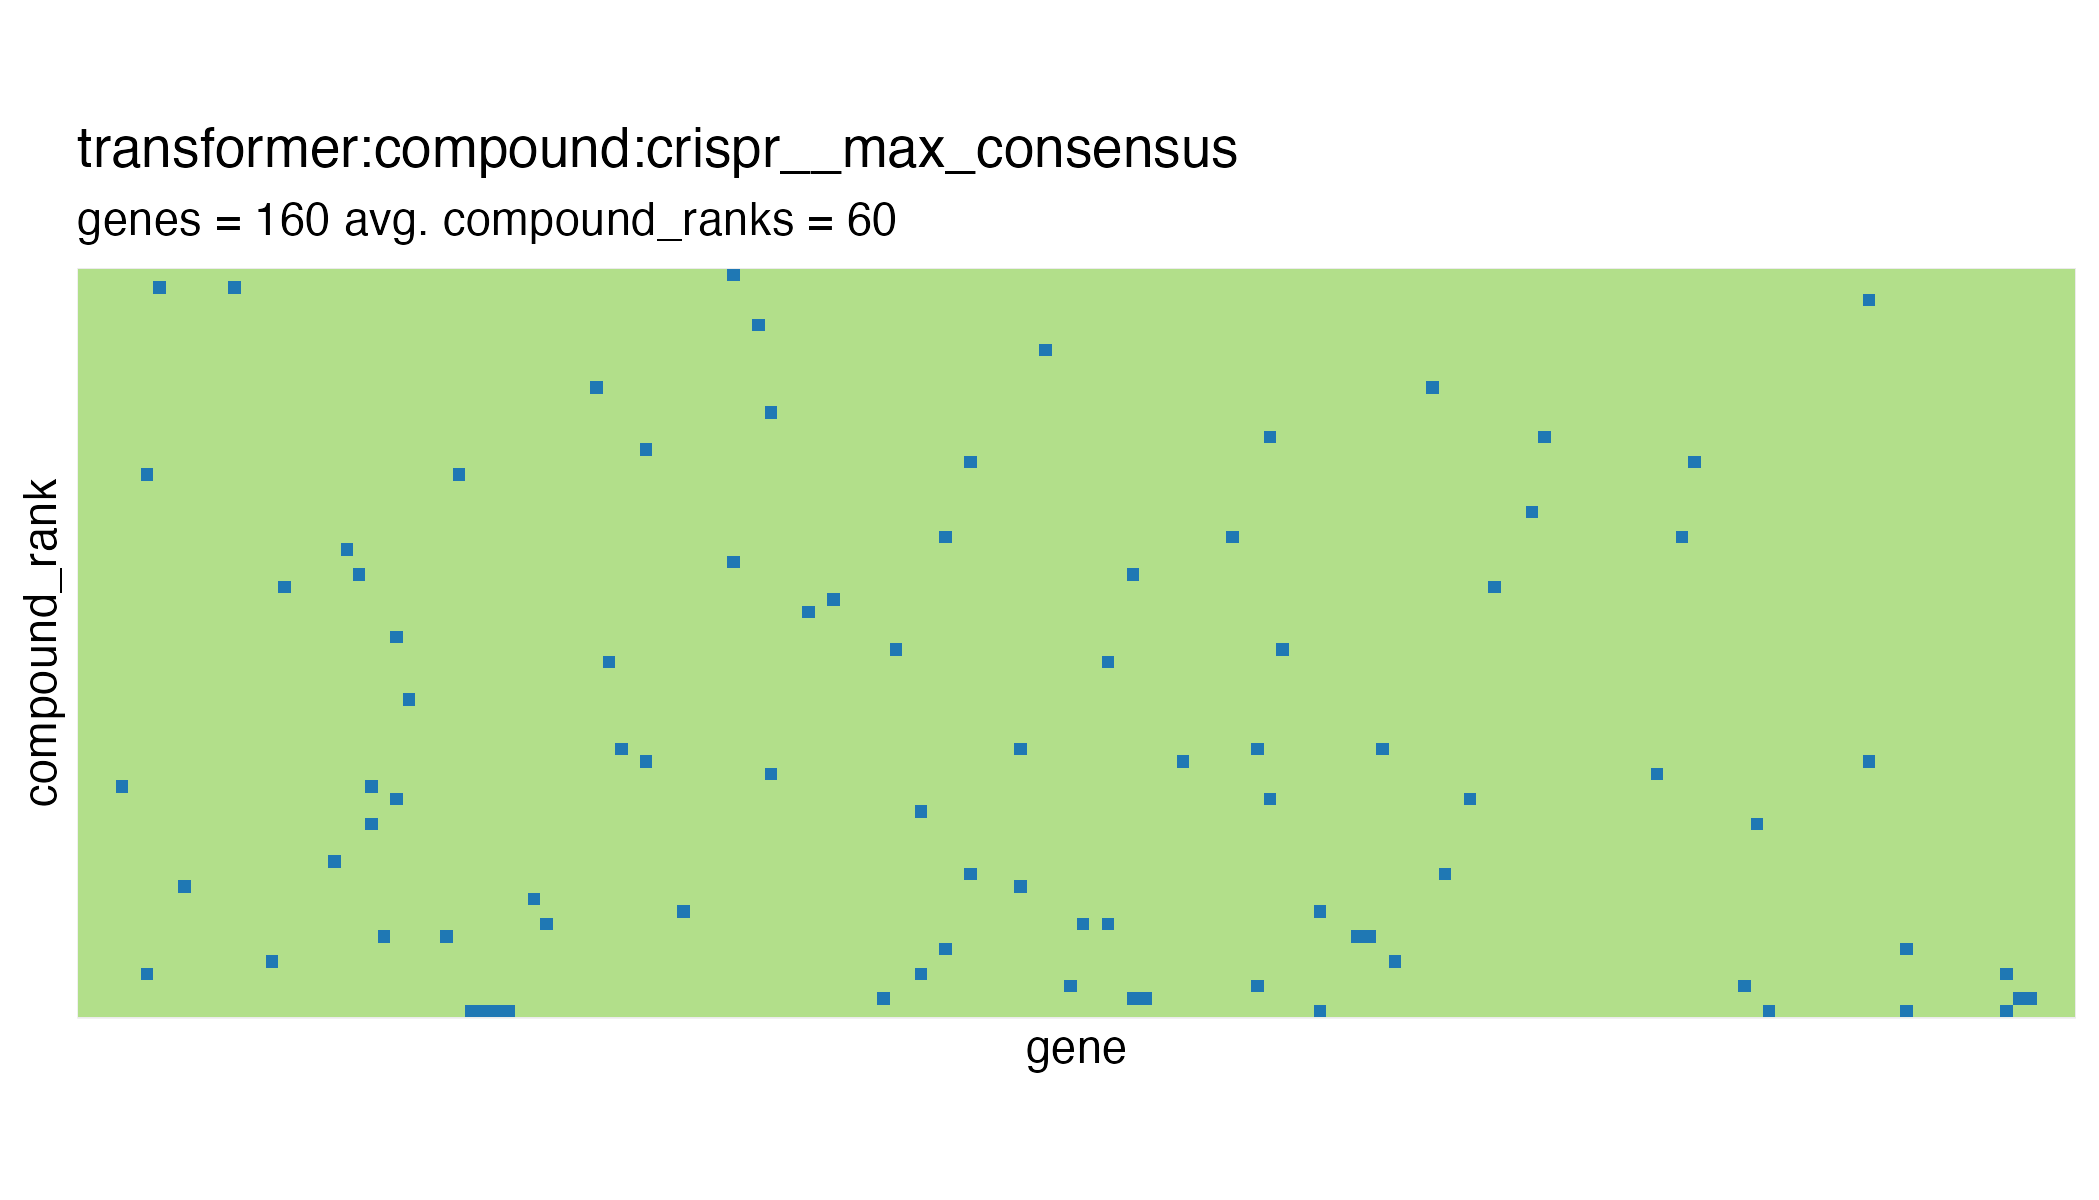 transformer:compound:crispr__max_consensus
genes = 160 avg. compound_ranks = 60
compound_rank
gene